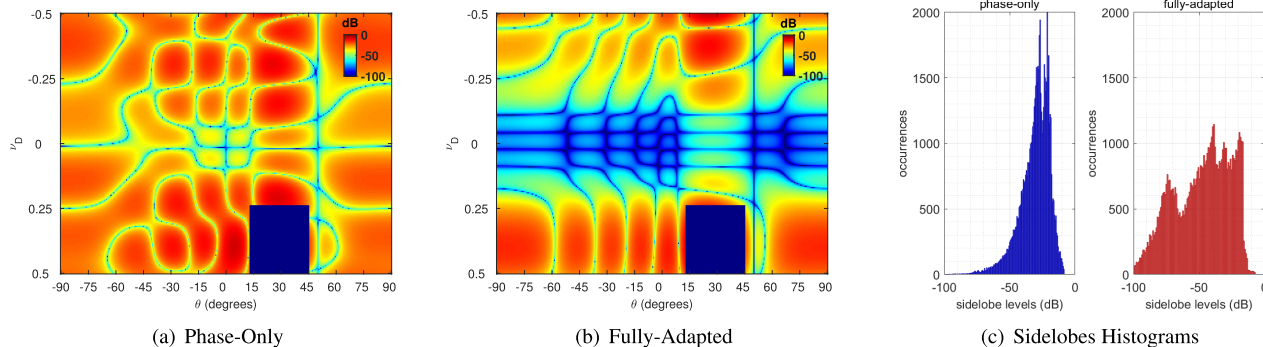 -0.5
-0.25
0
0.25
0.5
ν_D
dB
0
-50
-100
-90 -75 -60 -45 -30 -15 0 15 30 45 60 75 90
θ (degrees)
(a) Phase-Only
-0.5
-0.25
0
0.25
0.5
ν_D
dB
0
-50
-100
-90 -75 -60 -45 -30 -15 0 15 30 45 60 75 90
θ (degrees)
(b) Fully-Adapted
phase-only
2000
1500
1000
500
0
occurrences
-100 -50 0
sidelobe levels (dB)
fully-adapted
2000
1500
1000
500
0
occurrences
-100 -50 0
sidelobe levels (dB)
(c) Sidelobes Histograms